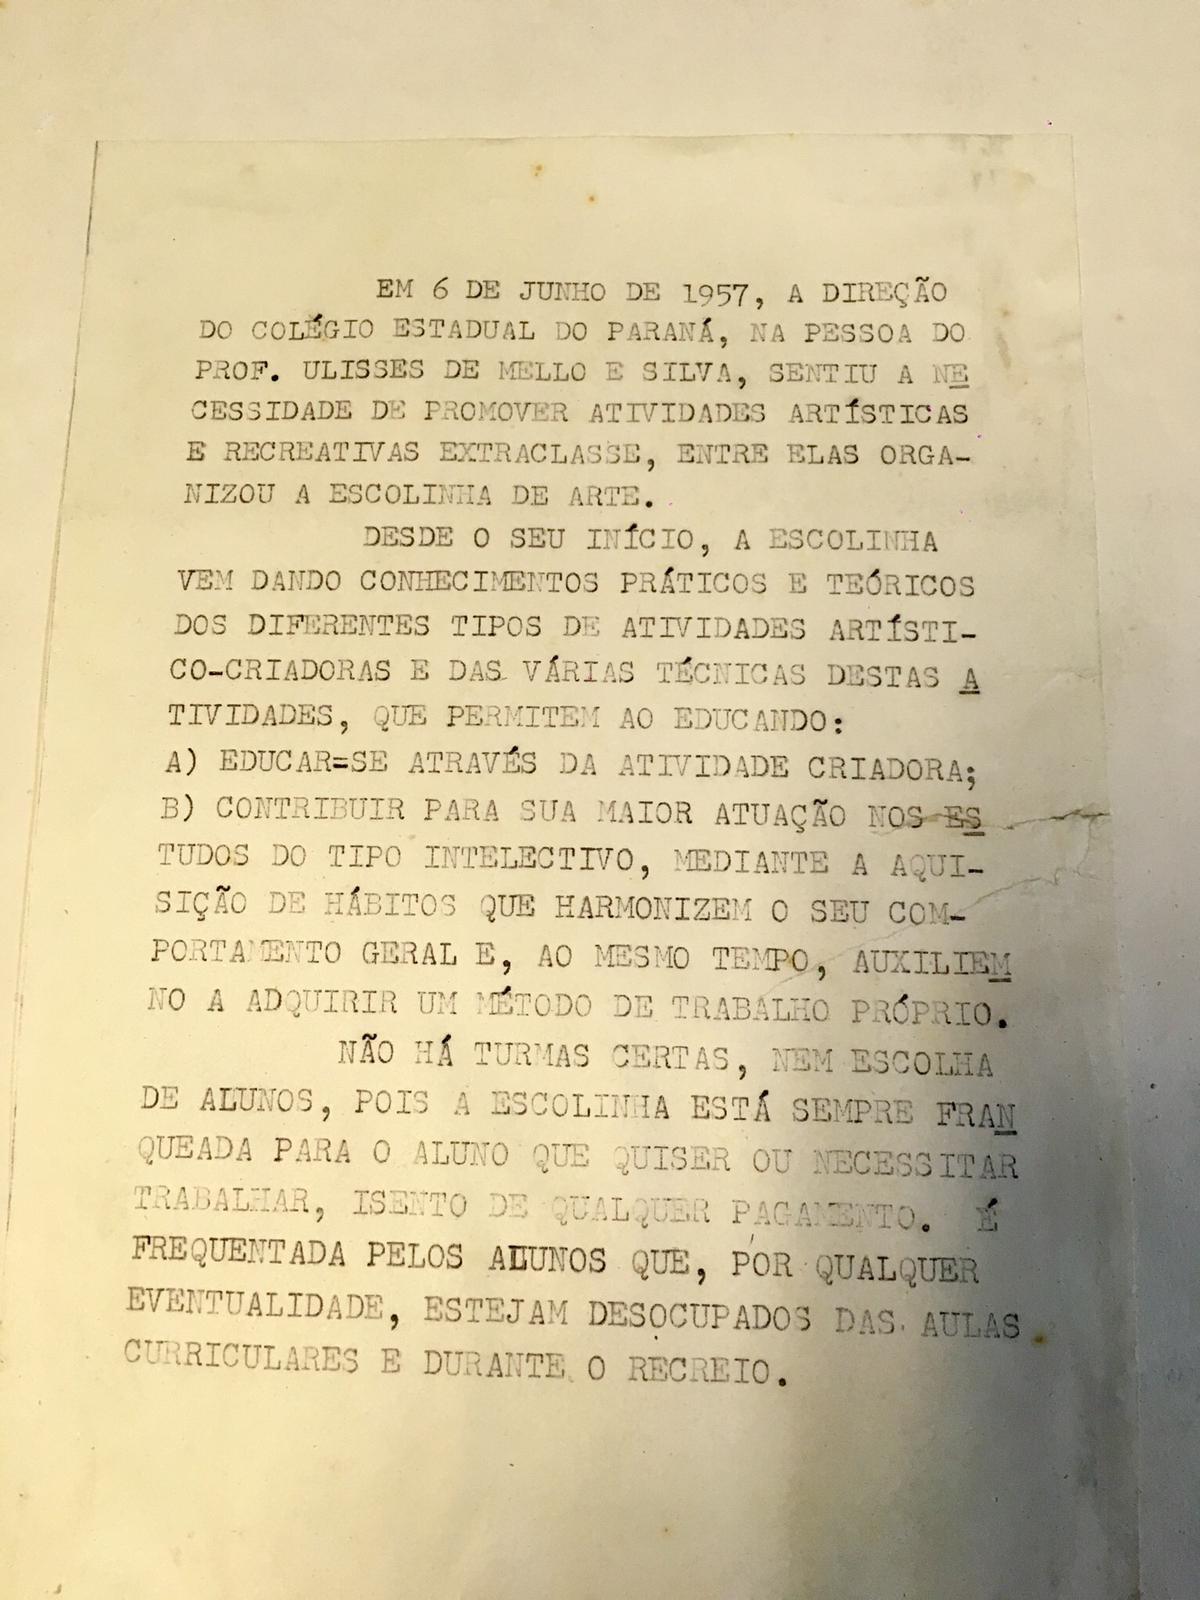 EM 6 DE JUNHO DE 1957, A DIREÇÃO
DO COLÉGIO ESTADUAL DO PARANÁ, NA PESSOA DO
PROF. ULISSES DE MELLO E SILVA, SENTIU A NE
CESSIDADE DE PROMOVER ATIVIDADES ARTÍSTICAS
E RECREATIVAS EXTRACLASSE, ENTRE ELAS ORGA-
NIZOU A ESCOLINHA DE ARTE.
DESDE O SEU INÍCIO, A ESCOLINHA
VEM DANDO CONHECIMENTOS PRÁTICOS E TEÓRICOS
DOS DIFERENTES TIPOS DE ATIVIDADES ARTÍSTI-
CO-CRIADORAS E DAS VÁRIAS TÉCNICAS DESTAS A
TIVIDADES, QUE PERMITEM AO EDUCANDO:
A) EDUCAR=SE ATRAVÉS DA ATIVIDADE CRIADORA;
B) CONTRIBUIR PARA SUA MAIOR ATUAÇÃO NOS ES
TUDOS DO TIPO INTELECTIVO, MEDIANTE A AQUI-
SIÇÃO DE HÁBITOS QUE HARMONIZEM O SEU COM-
PORTAMENTO GERAL E, AO MESMO TEMPO, AUXILIEM
NO A ADQUIRIR UM MÉTODO DE TRABALHO PRÓPRIO.
NÃO HÁ TURMAS CERTAS, NEM ESCOLHA
DE ALUNOS, POIS A ESCOLINHA ESTÁ SEMPRE FRAN
QUEADA PARA O ALUNO QUE QUISER OU NECESSITAR
TRABALHAR, ISENTO DE QUALQUER PAGAMENTO. É
FREQUENTADA PELOS ALUNOS QUE, POR QUALQUER
EVENTUALIDADE, ESTEJAM DESOCUPADOS DAS AULAS
CURRICULARES E DURANTE O RECREIO.